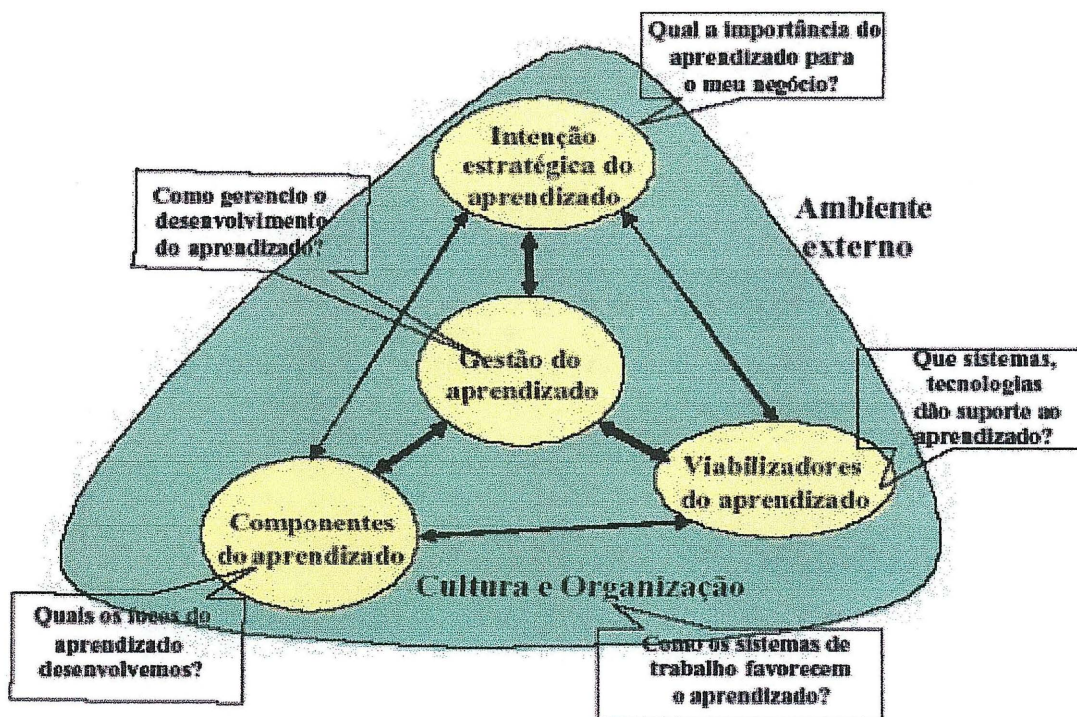 Qual a importância do
aprendizado para
o meu negócio?
Intenção
estratégica do
aprendizado
Como gerencio o
desenvolvimento
do aprendizado?
Ambiente
externo
Gestão do
aprendizado
Que sistemas,
tecnologias
dão suporte ao
aprendizado?
Viabilizadores
do aprendizado
Componentes
do aprendizado
Cultura e Organização
Quais os focos do
aprendizado
desenvolvemos?
Como os sistemas de
trabalho favorecem
o aprendizado?